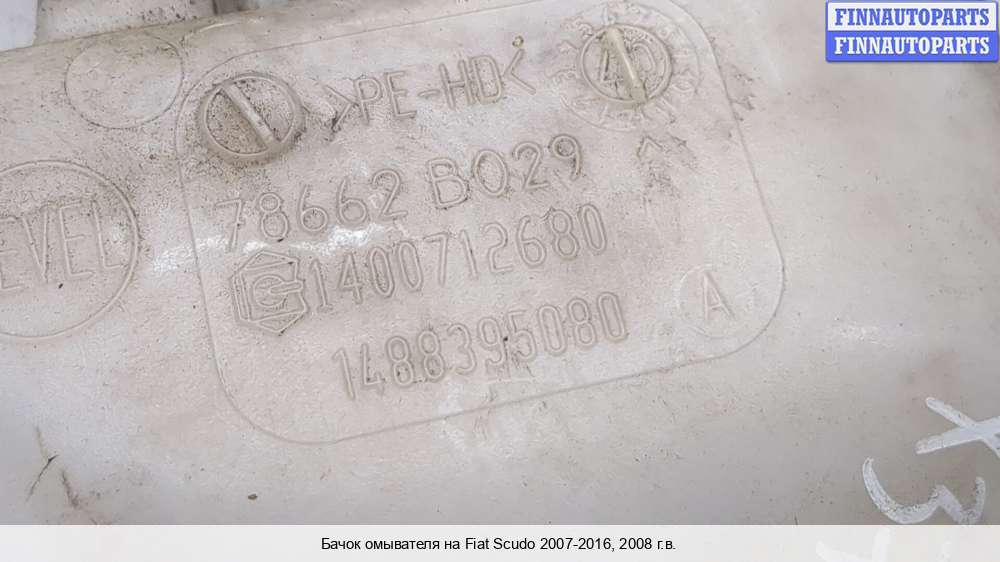 FINNAUTOPARTS
FINNAUTOPARTS
>PE-HD<
78662 B029
1400712680
1488395080
A
EVEL
Бачок омывателя на Fiat Scudo 2007-2016, 2008 г.в.